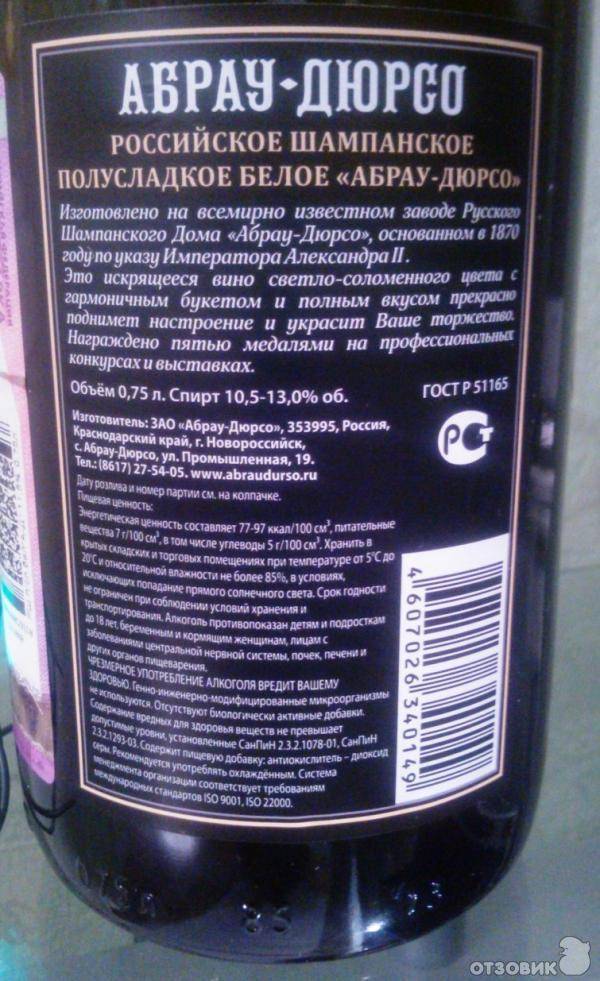 АБРАУ-ДЮРСО
РОССИЙСКОЕ ШАМПАНСКОЕ
ПОЛУСЛАДКОЕ БЕЛОЕ «АБРАУ-ДЮРСО»
Изготовлено на всемирно известном заводе Русского
Шампанского Дома «Абрау-Дюрсо», основанном в 1870
году по указу Императора Александра II.
Это искрящееся вино светло-соломенного цвета с
гармоничным букетом и полным вкусом прекрасно
поднимет настроение и украсит Ваше торжество.
Награждено пятью медалями на профессиональных
конкурсах и выставках.
Объём 0,75 л. Спирт 10,5-13,0% об.
ГОСТ Р 51165
Изготовитель: ЗАО «Абрау-Дюрсо», 353995, Россия,
Краснодарский край, г. Новороссийск,
с. Абрау-Дюрсо, ул. Промышленная, 19.
Тел.: (8617) 27-54-05. www.abraudurso.ru
РСТ
Дату розлива и номер партии см. на колпачке.
Пищевая ценность:
Энергетическая ценность составляет 77-97 ккал/100 см³, питательные
вещества 7 г/100 см³, в том числе углеводы 5 г/100 см³. Хранить в
крытых складских и торговых помещениях при температуре от 5°С до
20°С и относительной влажности не более 85%, в условиях,
исключающих попадание прямого солнечного света. Срок годности
не ограничен при соблюдении условий хранения и
транспортирования. Алкоголь противопоказан детям и подросткам
до 18 лет, беременным и кормящим женщинам, лицам с
заболеваниями центральной нервной системы, почек, печени и
других органов пищеварения.
ЧРЕЗМЕРНОЕ УПОТРЕБЛЕНИЕ АЛКОГОЛЯ ВРЕДИТ ВАШЕМУ
ЗДОРОВЬЮ. Генно-инженерно-модифицированные микроорганизмы
не используются. Отсутствуют биологически активные добавки.
Содержание вредных для здоровья веществ не превышает
допустимые уровни, установленные СанПиН 2.3.2.1078-01, СанПиН
2.3.2.1293-03. Содержит пищевую добавку: антиокислитель – диоксид
серы. Рекомендуется употреблять охлаждённым. Система
менеджмента организации соответствует требованиям
международных стандартов ISO 9001, ISO 22000.
4 607026 340149
отзовик